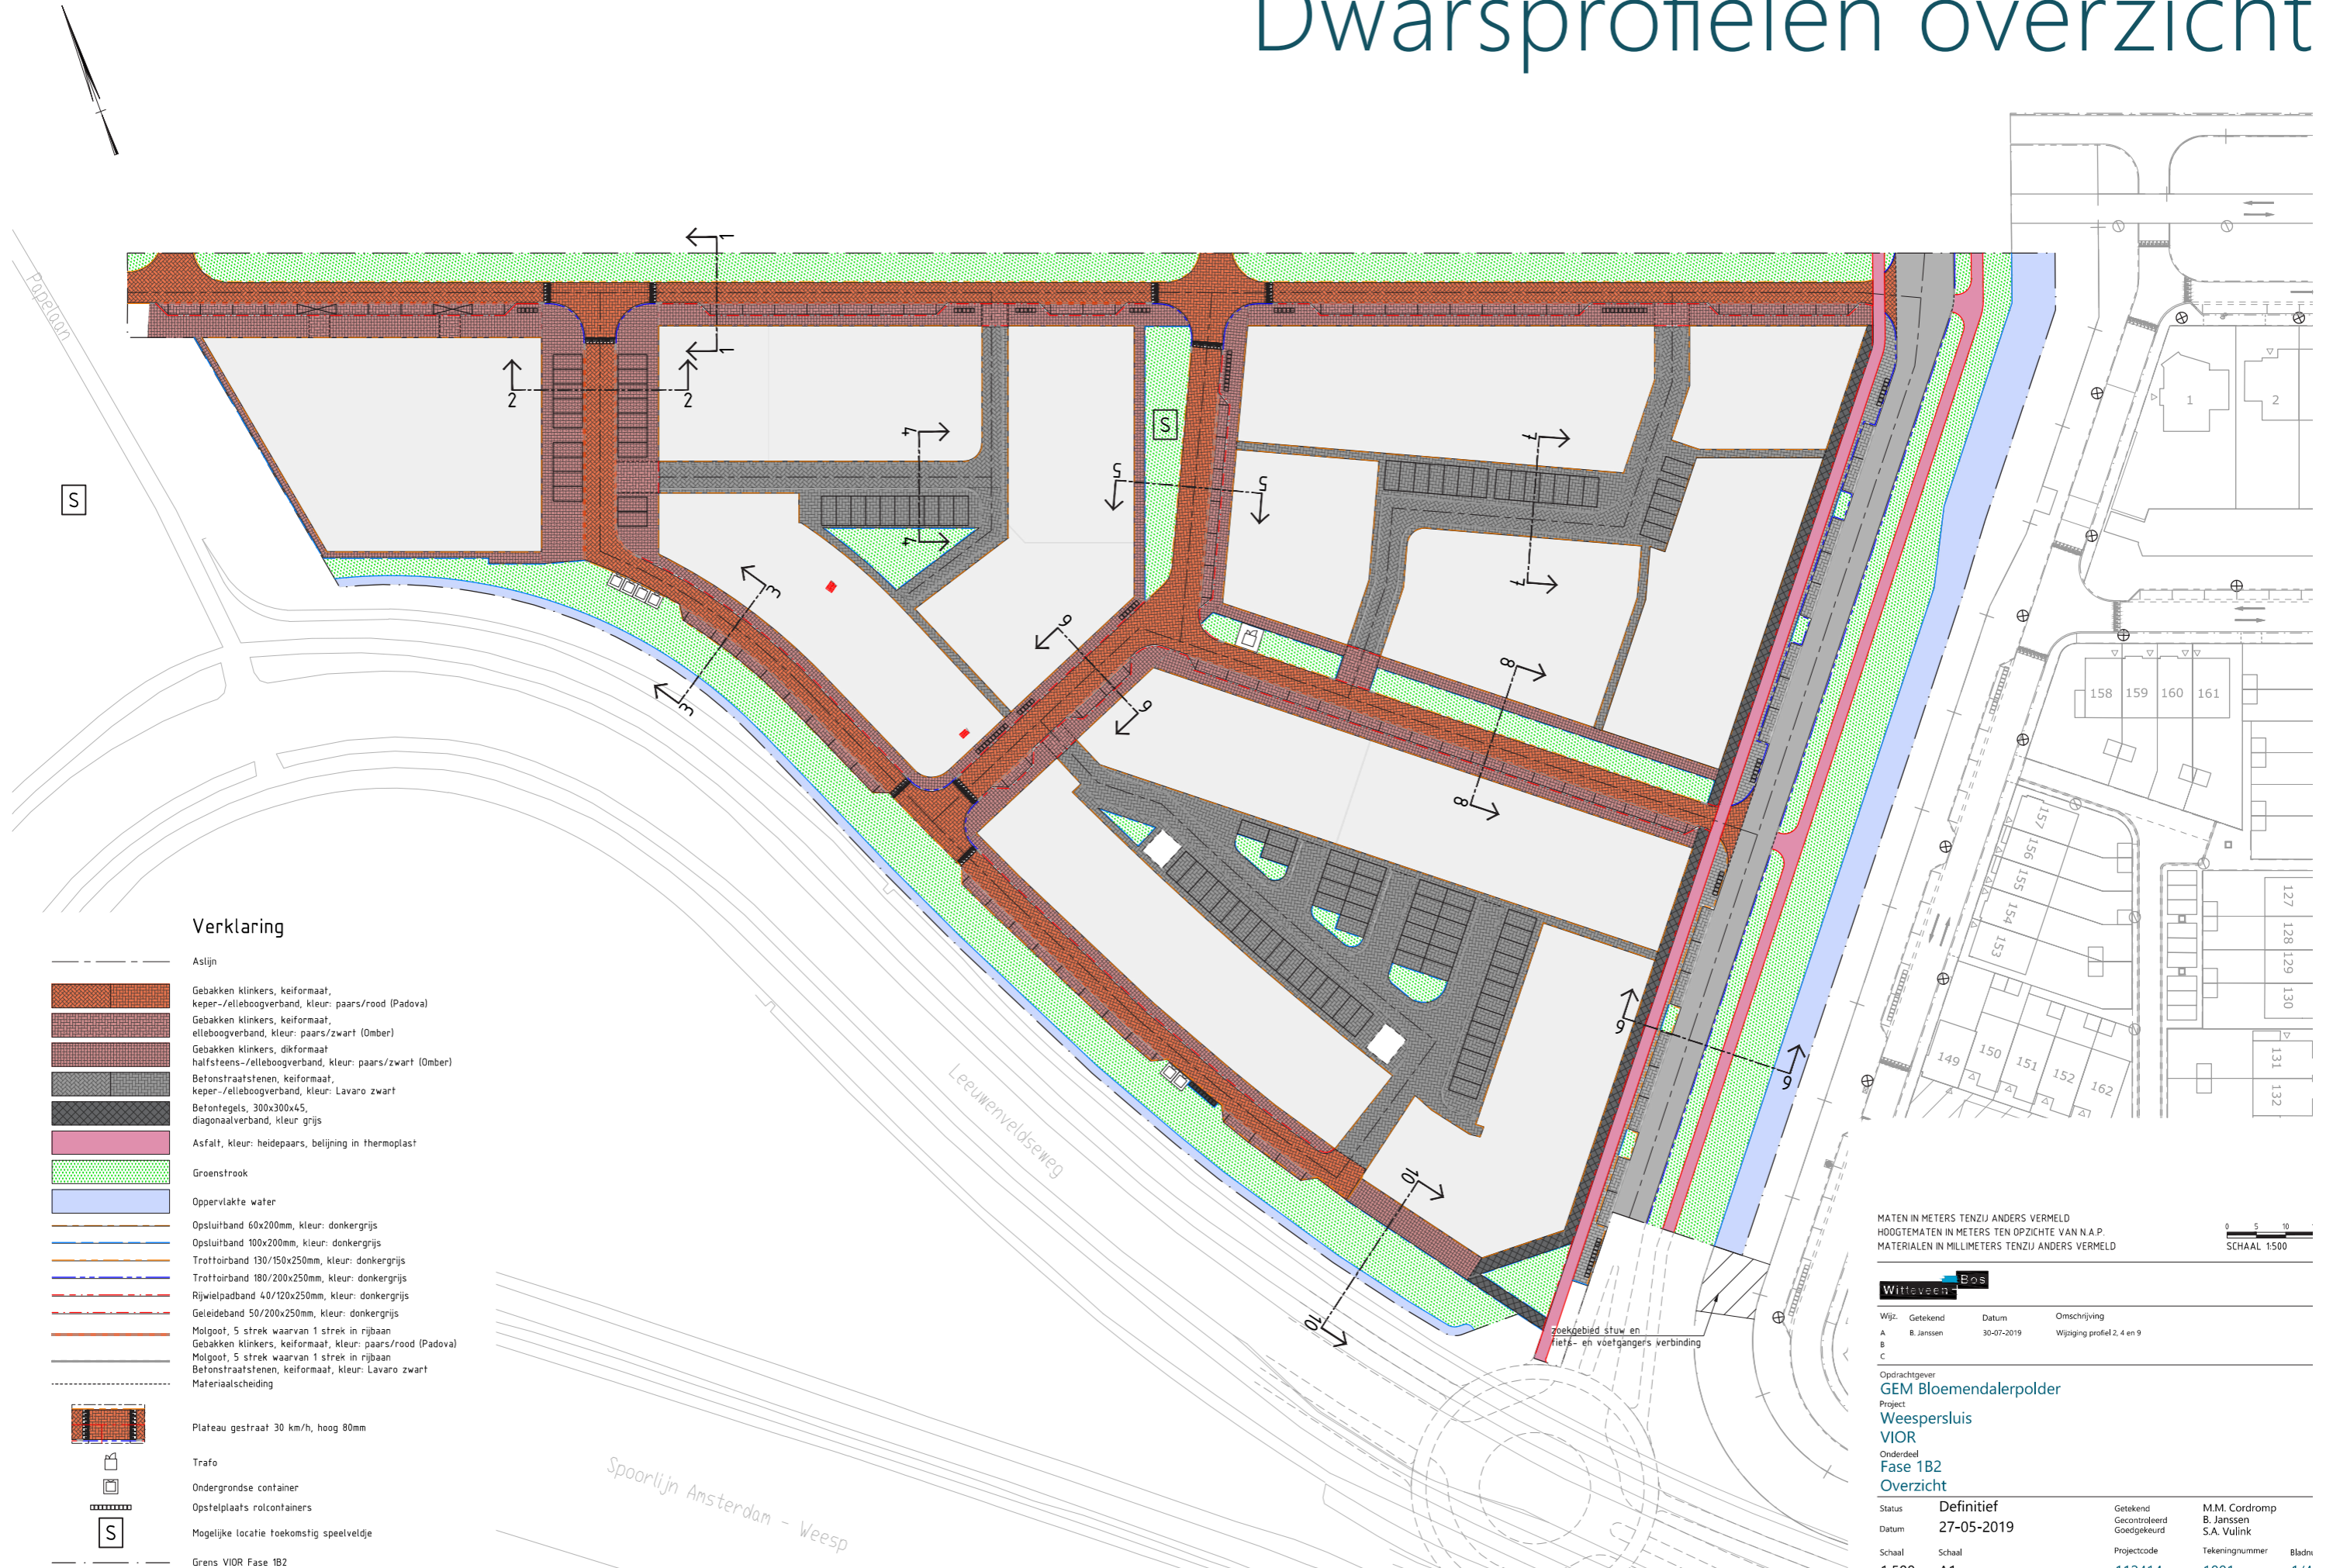 Dwarsprofielen overzicht
Papelaan
S
1
1
2
2
3
3
4
4
5
5
6
6
7
7
8
8
9
9
10
10
S
1
2
158
159
160
161
157
156
155
154
153
149
150
151
152
162
127
128
129
130
131
132
Leeuwenveldseweg
Spoorlijn Amsterdam - Weesp
zoekgebied stuw en
fiets- en voetgangers verbinding
Verklaring
Aslijn
Gebakken klinkers, keiformaat,
keper-/elleboogverband, kleur: paars/rood (Padova)
Gebakken klinkers, keiformaat,
elleboogverband, kleur: paars/zwart (Omber)
Gebakken klinkers, dikformaat
halfsteens-/elleboogverband, kleur: paars/zwart (Omber)
Betonstraatstenen, keiformaat,
keper-/elleboogverband, kleur: Lavaro zwart
Betontegels, 300x300x45,
diagonaalverband, kleur grijs
Asfalt, kleur: heidepaars, belijning in thermoplast
Groenstrook
Oppervlakte water
Opsluitband 60x200mm, kleur: donkergrijs
Opsluitband 100x200mm, kleur: donkergrijs
Trottoirband 130/150x250mm, kleur: donkergrijs
Trottoirband 180/200x250mm, kleur: donkergrijs
Rijwielpadband 40/120x250mm, kleur: donkergrijs
Geleideband 50/200x250mm, kleur: donkergrijs
Molgoot, 5 strek waarvan 1 strek in rijbaan
Gebakken klinkers, keiformaat, kleur: paars/rood (Padova)
Molgoot, 5 strek waarvan 1 strek in rijbaan
Betonstraatstenen, keiformaat, kleur: Lavaro zwart
Materiaalscheiding
Plateau gestraat 30 km/h, hoog 80mm
Trafo
Ondergrondse container
Opstelplaats rolcontainers
S Mogelijke locatie toekomstig speelveldje
Grens VIOR Fase 1B2
MATEN IN METERS TENZIJ ANDERS VERMELD
HOOGTEMATEN IN METERS TEN OPZICHTE VAN N.A.P.
MATERIALEN IN MILLIMETERS TENZIJ ANDERS VERMELD
0 5 10
SCHAAL 1:500
Witteveen Bos
Wijz. Getekend Datum Omschrijving
A B. Janssen 30-07-2019 Wijziging profiel 2, 4 en 9
B
C
Opdrachtgever
GEM Bloemendalerpolder
Project
Weespersluis
VIOR
Onderdeel
Fase 1B2
Overzicht
Status Definitief Getekend M.M. Cordromp
Gecontroleerd B. Janssen
Datum 27-05-2019 Goedgekeurd S.A. Vulink
Schaal Schaal Projectcode Tekeningnummer